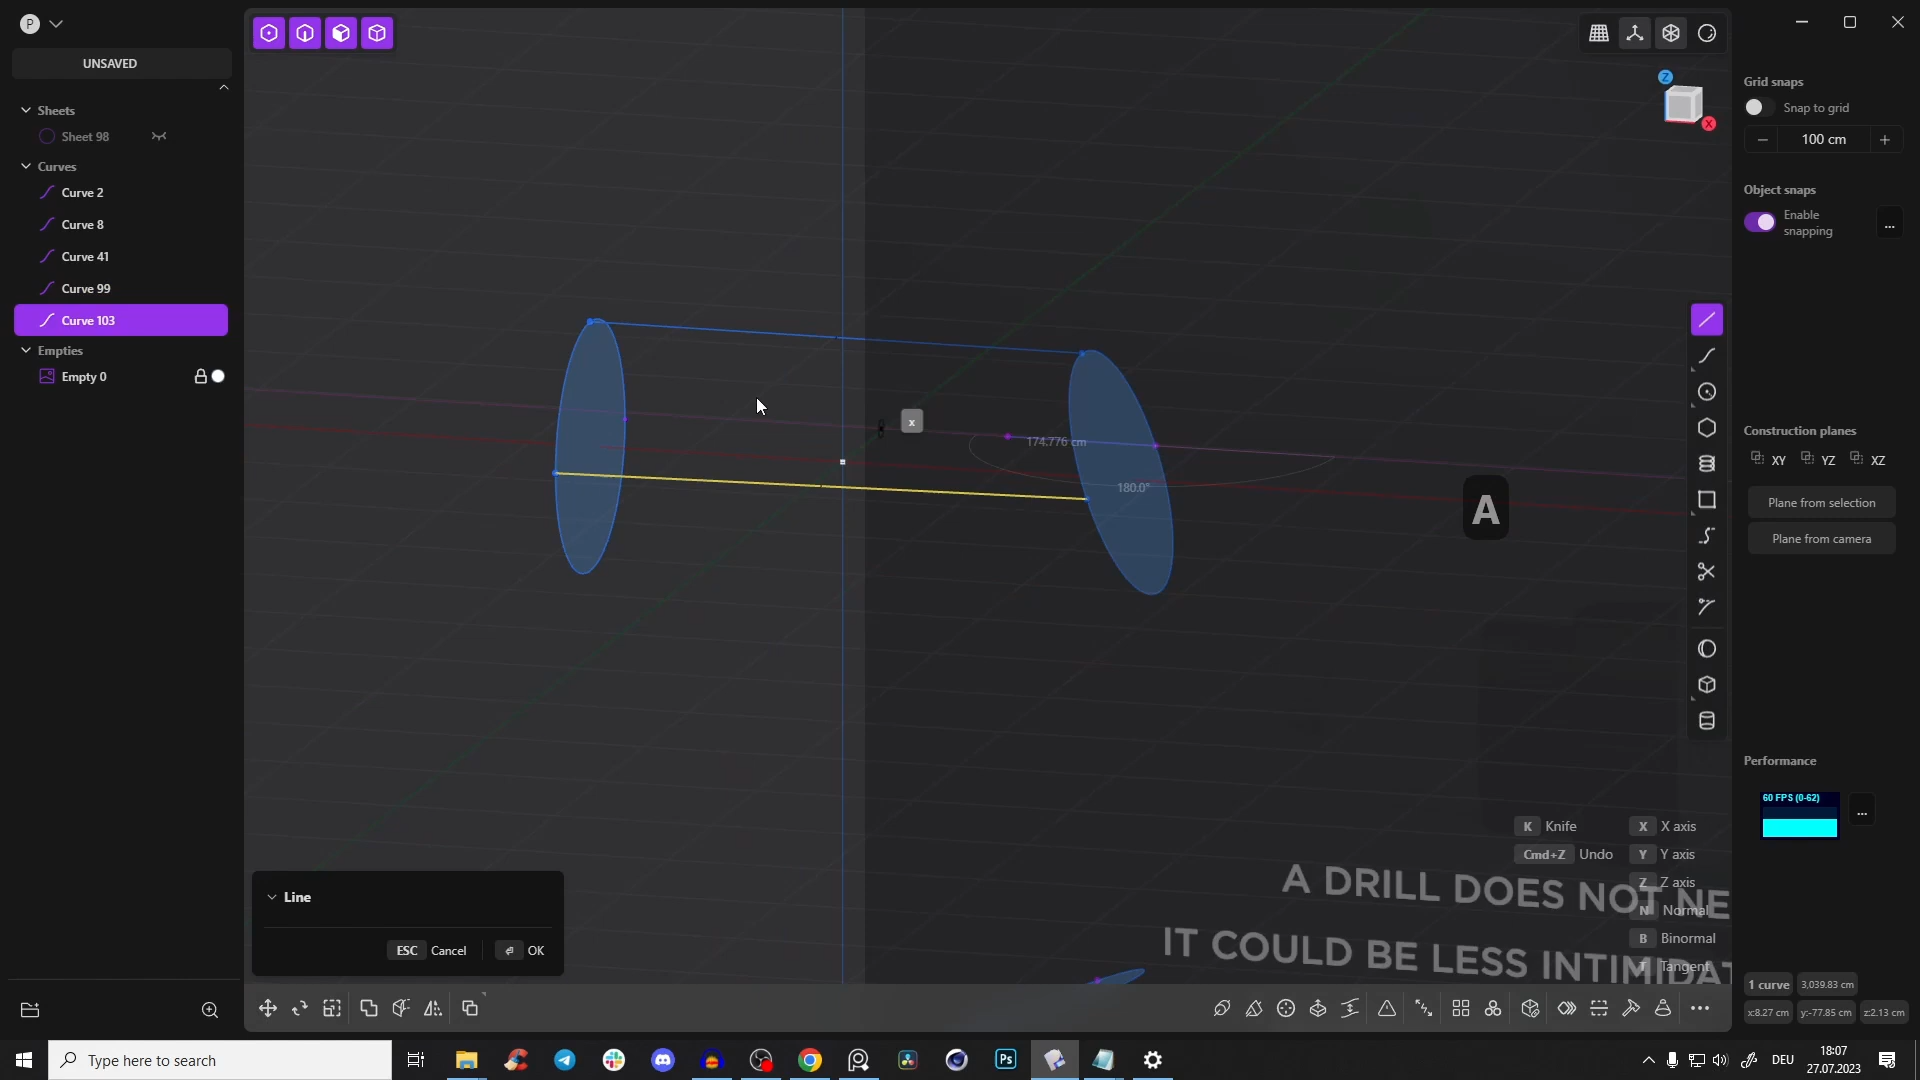 P
UNSAVED
Sheets
Sheet 98
Curves
Curve 2
Curve 8
Curve 41
Curve 99
Curve 103
Empties
Empty 0
Z
X
Grid snaps
Snap to grid
100 cm
Object snaps
Enable
snapping
...
x
174.776 cm
180.0°
A
Construction planes
XY YZ XZ
Plane from selection
Plane from camera
Performance
60 FPS (0-62)
...
K Knife X X axis
Cmd+Z Undo Y Y axis
Z Z axis
N Normal
B Binormal
T Tangent
A DRILL DOES NOT NE
IT COULD BE LESS INTIMIDAT
Line
ESC Cancel OK
1 curve 3,039.83 cm
x:8.27 cm y:-77.85 cm z:2.13 cm
Type here to search
Ps
DEU
18:07
27.07.2023